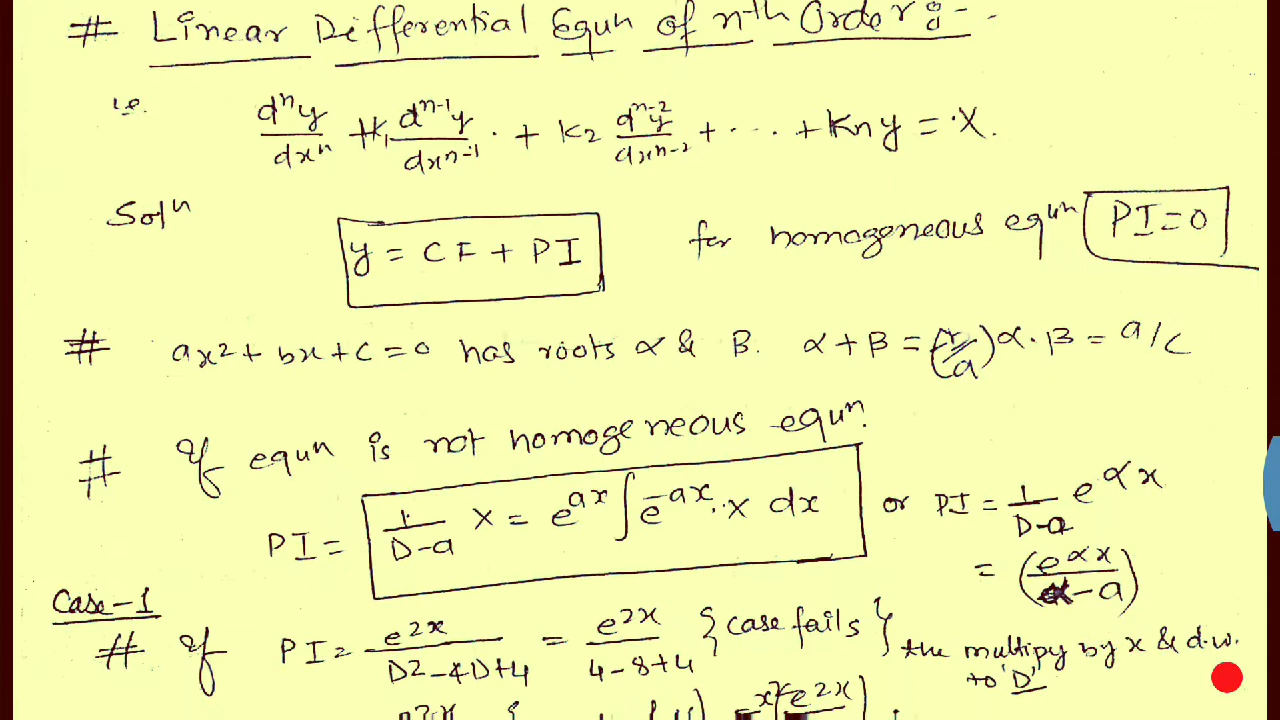 # Linear Differential Equn of n-th Order :-
i.e. dⁿy/dxⁿ + K₁ dⁿ⁻¹y/dxⁿ⁻¹ + K₂ dⁿ⁻²y/dxⁿ⁻² + ... + Kn y = X.
Solⁿ
y = CF + PI for homogeneous equn PI=0
# ax² + bx + c = 0 has roots α & β. α + β = α·β = a/c
# If equn is not homogeneous equn.
PI = 1/(D-a) X = e^(ax) ∫ e^(-ax). X dx or PI = 1/(D-a) e^(αx)
= (e^(αx)/(α-a))
Case-1
# If PI = e^(2x)/(D²-4D+4) = e^(2x)/(4-8+4) {case fails} the multipy by x & d.w.
to 'D'